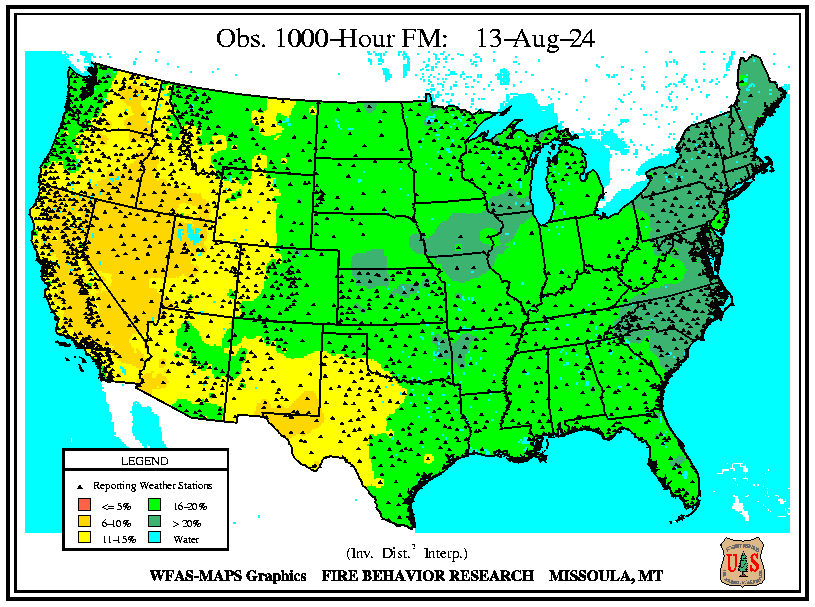 Obs. 1000-Hour FM: 13-Aug-24
LEGEND
Reporting Weather Stations
<= 5% 16-20%
6-10% > 20%
11-15% Water
(Inv. Dist.² Interp.)
WFAS-MAPS Graphics FIRE BEHAVIOR RESEARCH MISSOULA, MT
U S